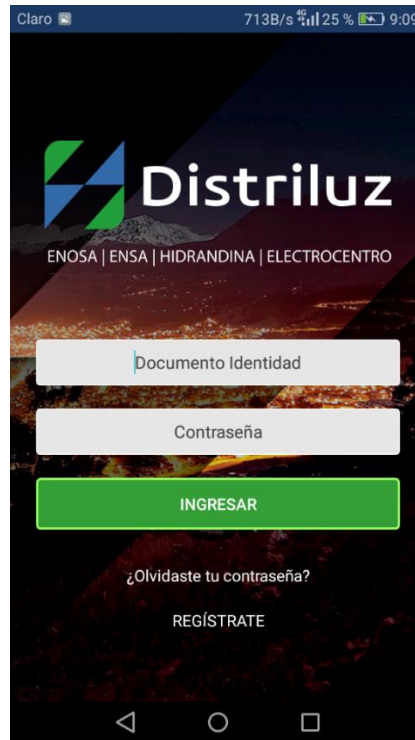 Claro 713B/s 4G 25 % 9:09
Distriluz
ENOSA | ENSA | HIDRANDINA | ELECTROCENTRO
Documento Identidad
Contraseña
INGRESAR
¿Olvidaste tu contraseña?
REGÍSTRATE